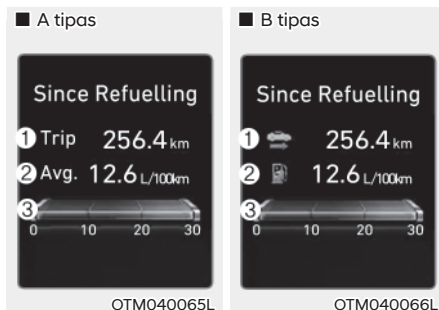 ■ A tipas
Since Refuelling
1 Trip 256.4 km
2 Avg. 12.6 L/100km
3
0 10 20 30
OTM040065L
■ B tipas
Since Refuelling
1 256.4 km
2 12.6 L/100km
3
0 10 20 30
OTM040066L